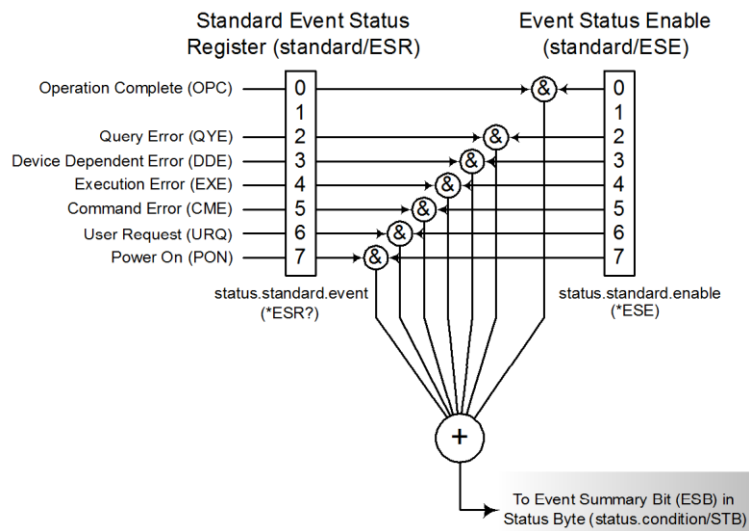 Standard Event Status
Register (standard/ESR)
Event Status Enable
(standard/ESE)
Operation Complete (OPC)
0
&
0
1
1
Query Error (QYE)
2
&
2
Device Dependent Error (DDE)
3
&
3
Execution Error (EXE)
4
&
4
Command Error (CME)
5
&
5
User Request (URQ)
6
&
6
Power On (PON)
7
&
7
status.standard.event
(*ESR?)
status.standard.enable
(*ESE)
+
To Event Summary Bit (ESB) in
Status Byte (status.condition/STB)